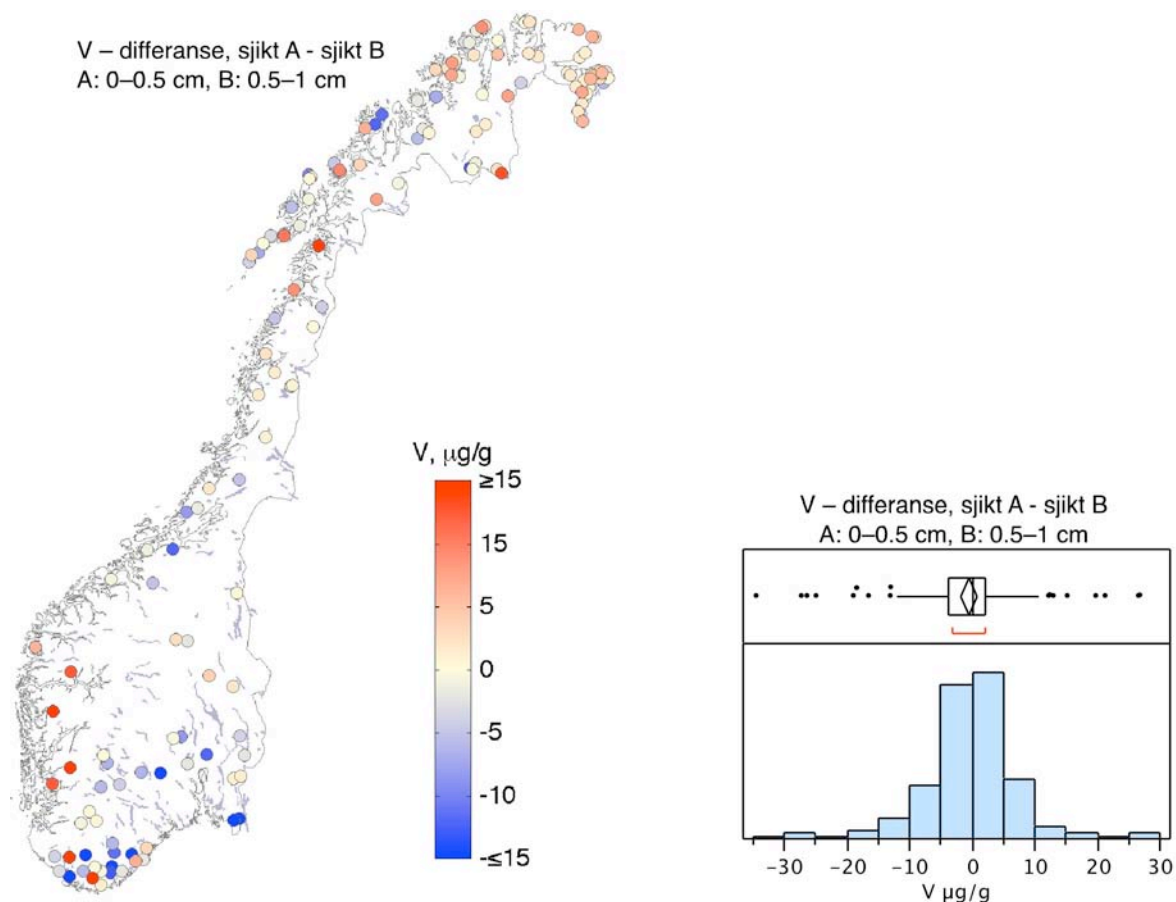 V – differanse, sjikt A - sjikt B
A: 0–0.5 cm, B: 0.5–1 cm
V, µg/g
≥15
15
5
0
-5
-10
-≤15
V – differanse, sjikt A - sjikt B
A: 0–0.5 cm, B: 0.5–1 cm
−30 −20 −10 0 10 20 30
V µg/g